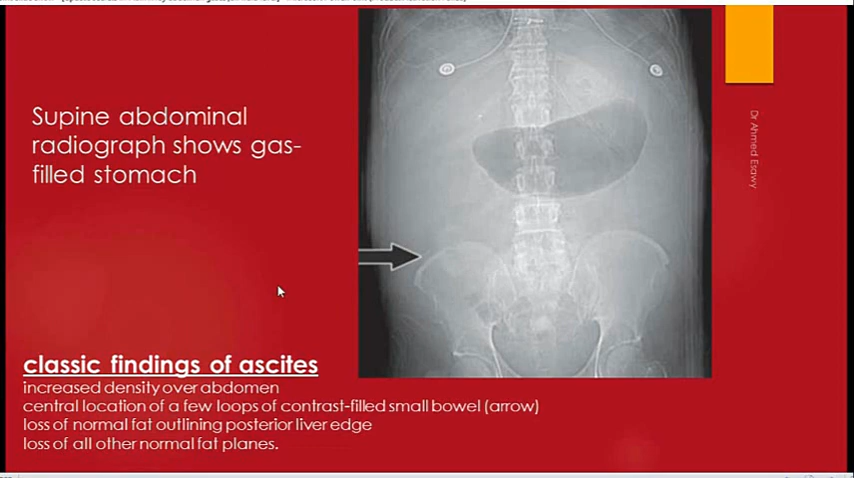 Supine abdominal
radiograph shows gas-
filled stomach
Dr Ahmed Esawy
classic findings of ascites
increased density over abdomen
central location of a few loops of contrast-filled small bowel (arrow)
loss of normal fat outlining posterior liver edge
loss of all other normal fat planes.